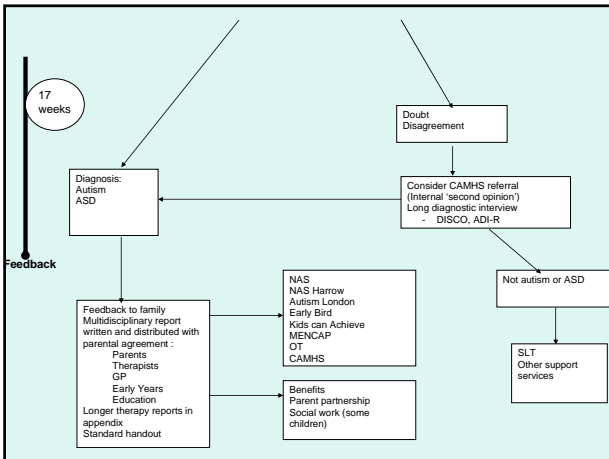 17
weeks
Doubt
Disagreement
Diagnosis:
Autism
ASD
Consider CAMHS referral
(Internal ‘second opinion’)
Long diagnostic interview
- DISCO, ADI-R
Feedback
Not autism or ASD
Feedback to family
Multidisciplinary report
written and distributed with
parental agreement :
Parents
Therapists
GP
Early Years
Education
Longer therapy reports in
appendix
Standard handout
NAS
NAS Harrow
Autism London
Early Bird
Kids can Achieve
MENCAP
OT
CAMHS
SLT
Other support
services
Benefits
Parent partnership
Social work (some
children)